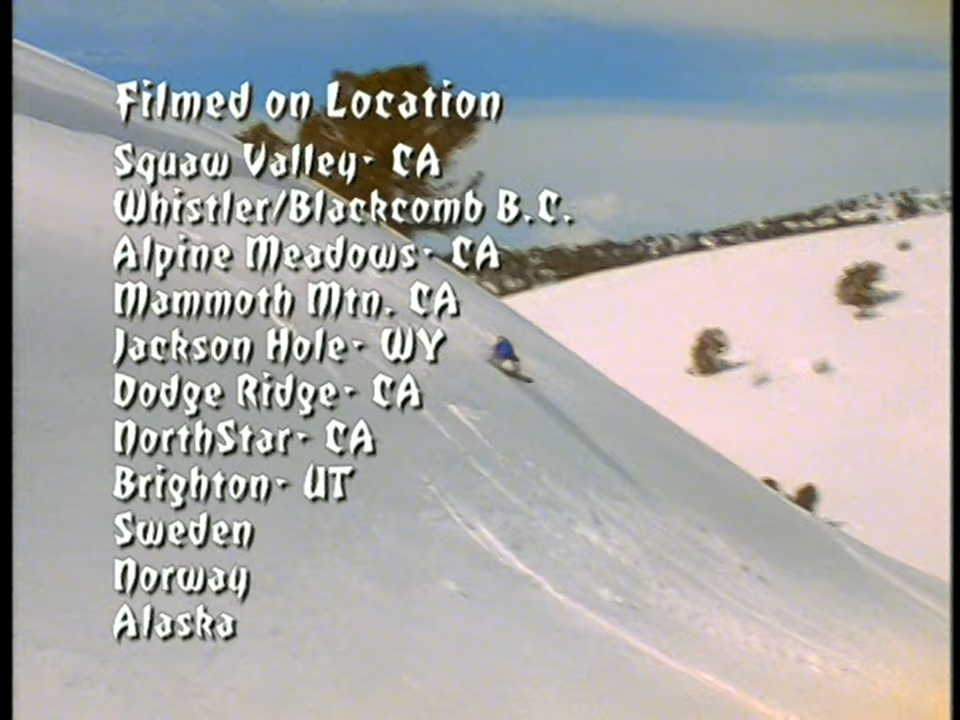 Filmed on Location
Squaw Valley- CA
Whistler/Blackcomb B.C.
Alpine Meadows- CA
Mammoth Mtn. CA
Jackson Hole- WY
Dodge Ridge- CA
NorthStar- CA
Brighton- UT
Sweden
Norway
Alaska